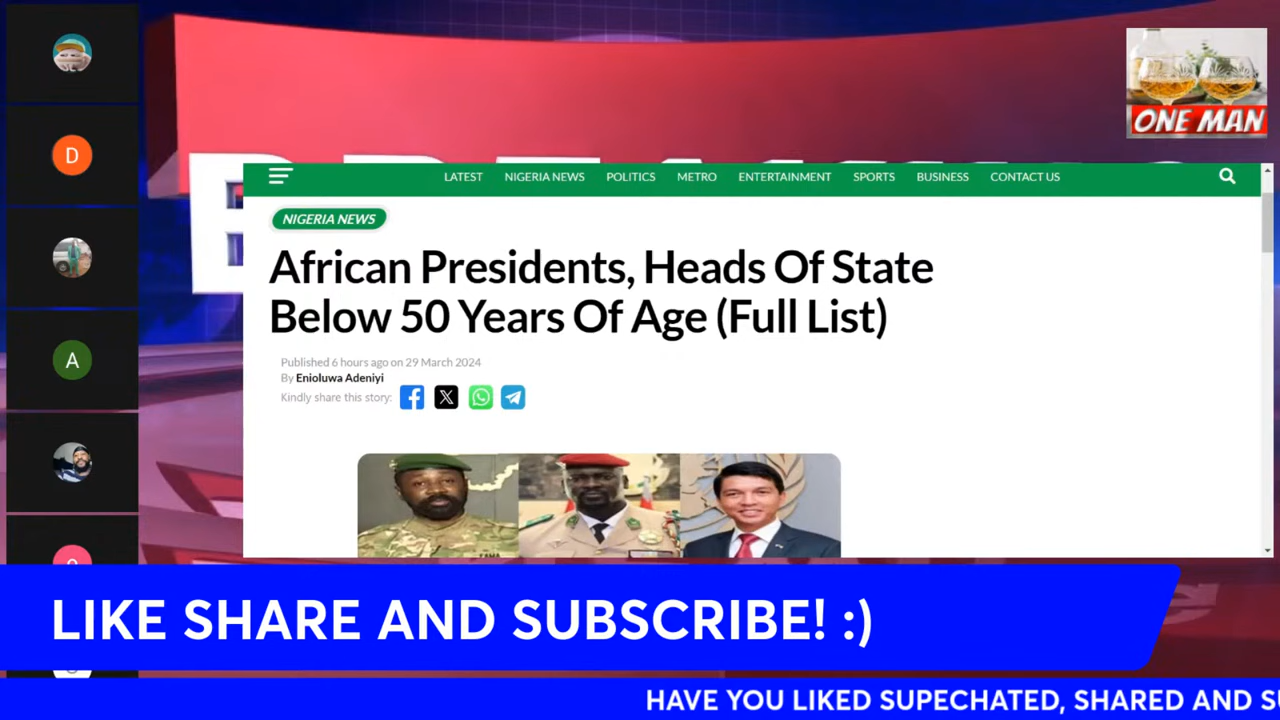 D
A
ONE MAN
LATEST NIGERIA NEWS POLITICS METRO ENTERTAINMENT SPORTS BUSINESS CONTACT US
NIGERIA NEWS
African Presidents, Heads Of State
Below 50 Years Of Age (Full List)
Published 6 hours ago on 29 March 2024
By Enioluwa Adeniyi
Kindly share this story:
LIKE SHARE AND SUBSCRIBE! :)
HAVE YOU LIKED SUPECHATED, SHARED AND